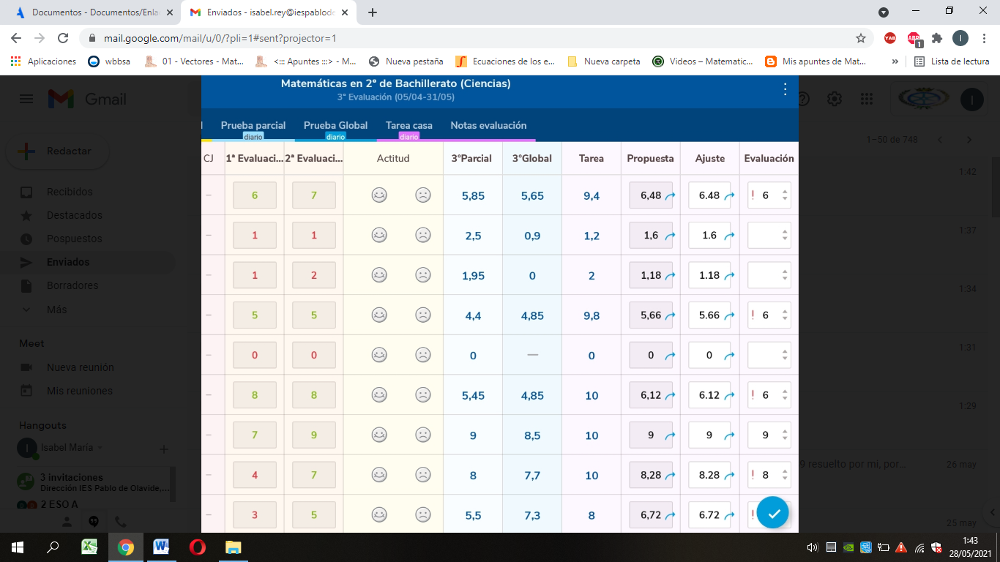 Documentos - Documentos/Enla
Enviados - isabel.rey@iespablode
mail.google.com/mail/u/0/?pli=1#sent?projector=1
YAB
ABP
1
I
Aplicaciones
wbbsa
01 - Vectores - Mat...
<::: Apuntes :::> - M...
Nueva pestaña
Ecuaciones de los e...
Nueva carpeta
Videos – Matematic...
Mis apuntes de Mat...
»
Lista de lectura
Matemáticas en 2º de Bachillerato (Ciencias)
3° Evaluación (05/04-31/05)
Prueba parcial Prueba Global Tarea casa Notas evaluación
diario diario diario
CJ 1ª Evaluaci... 2ª Evaluaci... Actitud 3°Parcial 3°Global Tarea Propuesta Ajuste Evaluación
– 6 7 5,85 5,65 9,4 6,48 6.48 ! 6
– 1 1 2,5 0,9 1,2 1,6 1.6
– 1 2 1,95 0 2 1,18 1.18
– 5 5 4,4 4,85 9,8 5,66 5.66 ! 6
– 0 0 0 — 0 0 0
– 8 8 5,45 4,85 10 6,12 6.12 ! 6
– 7 9 9 8,5 10 9 9 9
– 4 7 8 7,7 10 8,28 8.28 ! 8
– 3 5 5,5 7,3 8 6,72 6.72 !
Gmail
Redactar
Recibidos
Destacados
Pospuestos
Enviados
Borradores
Más
Meet
Nueva reunión
Mis reuniones
Hangouts
I
Isabel María
3 invitaciones
Dirección IES Pablo de Olavide,...
2 ESO A
I
1–50 de 748
1:42
1:37
1:34
1:31
1:29
9 resuelto por mi, por...
26 may
25 may
1:43
28/05/2021